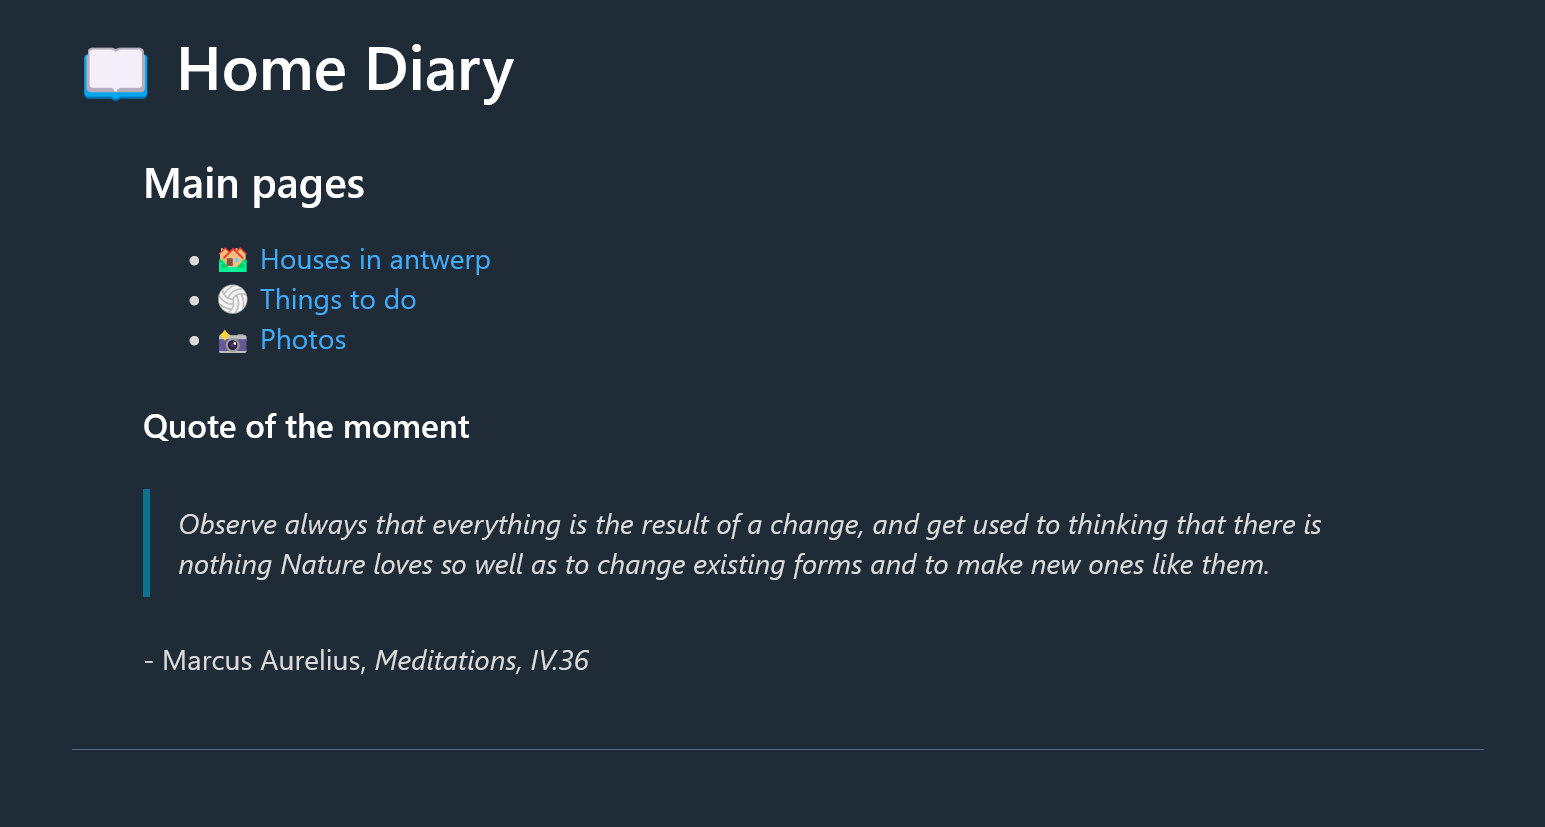 Home Diary
Main pages
Houses in antwerp
Things to do
Photos
Quote of the moment
Observe always that everything is the result of a change, and get used to thinking that there is
nothing Nature loves so well as to change existing forms and to make new ones like them.
- Marcus Aurelius, Meditations, IV.36